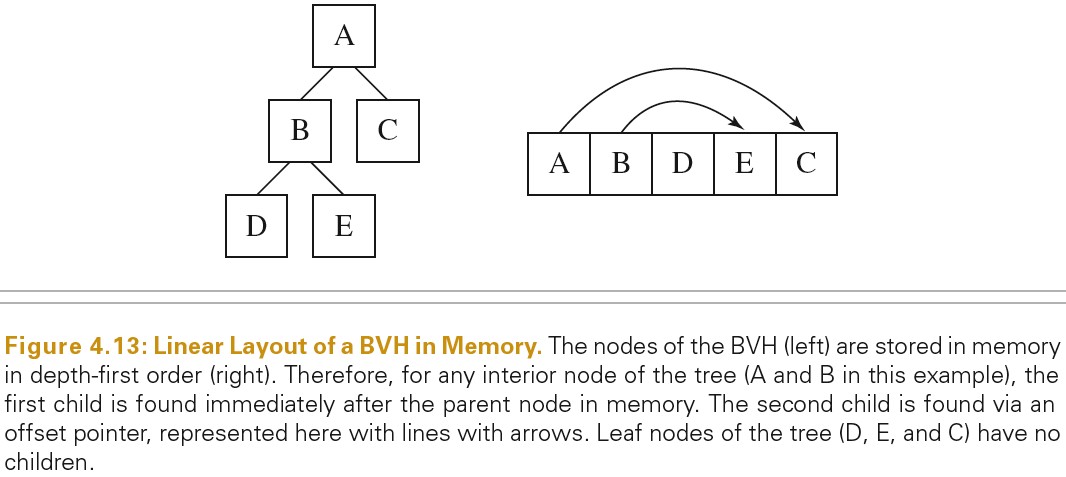 A
B
C
D
E
A B D E C
Figure 4.13: Linear Layout of a BVH in Memory. The nodes of the BVH (left) are stored in memory
in depth-first order (right). Therefore, for any interior node of the tree (A and B in this example), the
first child is found immediately after the parent node in memory. The second child is found via an
offset pointer, represented here with lines with arrows. Leaf nodes of the tree (D, E, and C) have no
children.